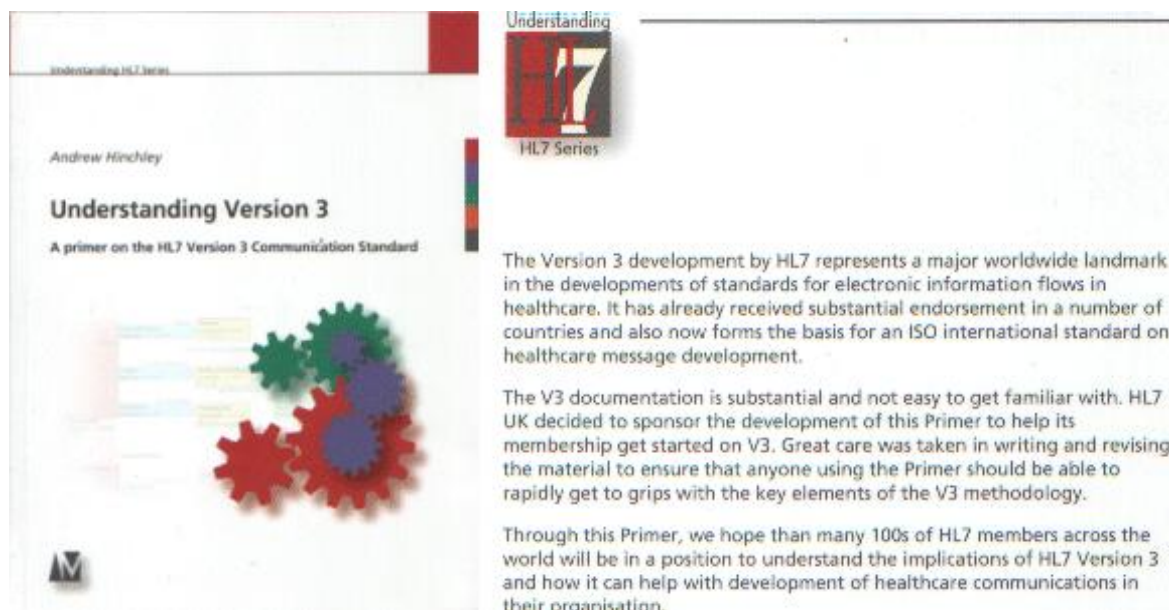 Understanding HL7 Series
Andrew Hinchley
Understanding Version 3
A primer on the HL7 Version 3 Communication Standard
Understanding
HL7
HL7 Series
The Version 3 development by HL7 represents a major worldwide landmark
in the developments of standards for electronic information flows in
healthcare. It has already received substantial endorsement in a number of
countries and also now forms the basis for an ISO international standard on
healthcare message development.
The V3 documentation is substantial and not easy to get familiar with. HL7
UK decided to sponsor the development of this Primer to help its
membership get started on V3. Great care was taken in writing and revising
the material to ensure that anyone using the Primer should be able to
rapidly get to grips with the key elements of the V3 methodology.
Through this Primer, we hope than many 100s of HL7 members across the
world will be in a position to understand the implications of HL7 Version 3
and how it can help with development of healthcare communications in
their organisation.